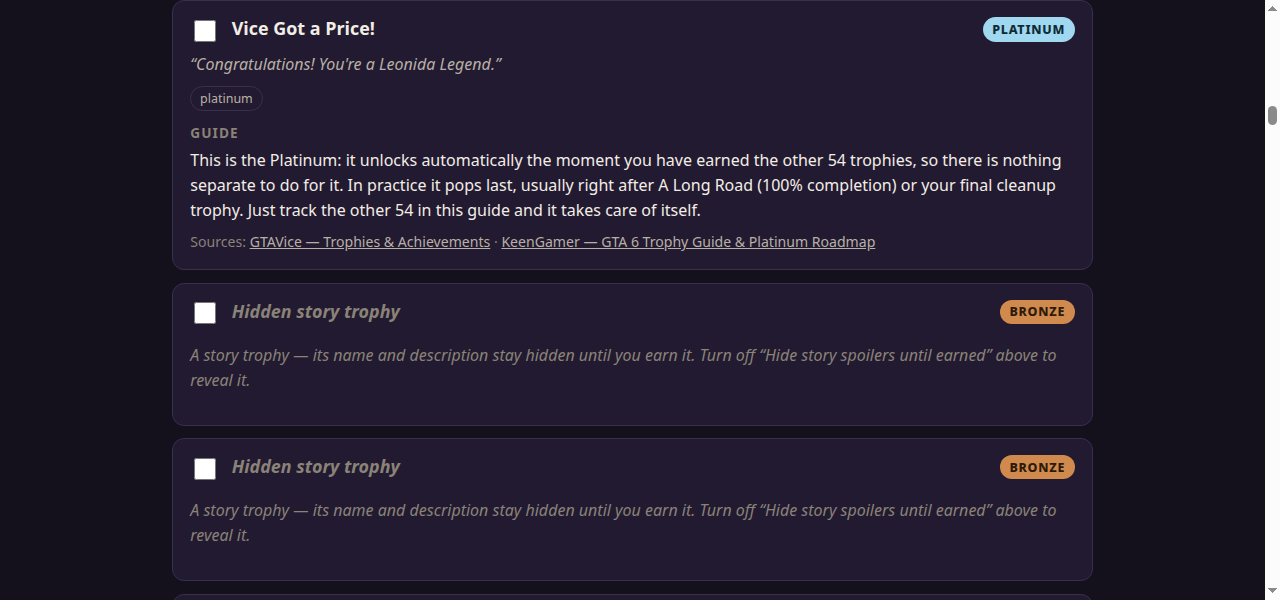 Vice Got a Price!
PLATINUM
“Congratulations! You're a Leonida Legend.”
platinum
GUIDE
This is the Platinum: it unlocks automatically the moment you have earned the other 54 trophies, so there is nothing
separate to do for it. In practice it pops last, usually right after A Long Road (100% completion) or your final cleanup
trophy. Just track the other 54 in this guide and it takes care of itself.
Sources: GTAVice — Trophies & Achievements · KeenGamer — GTA 6 Trophy Guide & Platinum Roadmap
Hidden story trophy
BRONZE
A story trophy — its name and description stay hidden until you earn it. Turn off “Hide story spoilers until earned” above to
reveal it.
Hidden story trophy
BRONZE
A story trophy — its name and description stay hidden until you earn it. Turn off “Hide story spoilers until earned” above to
reveal it.